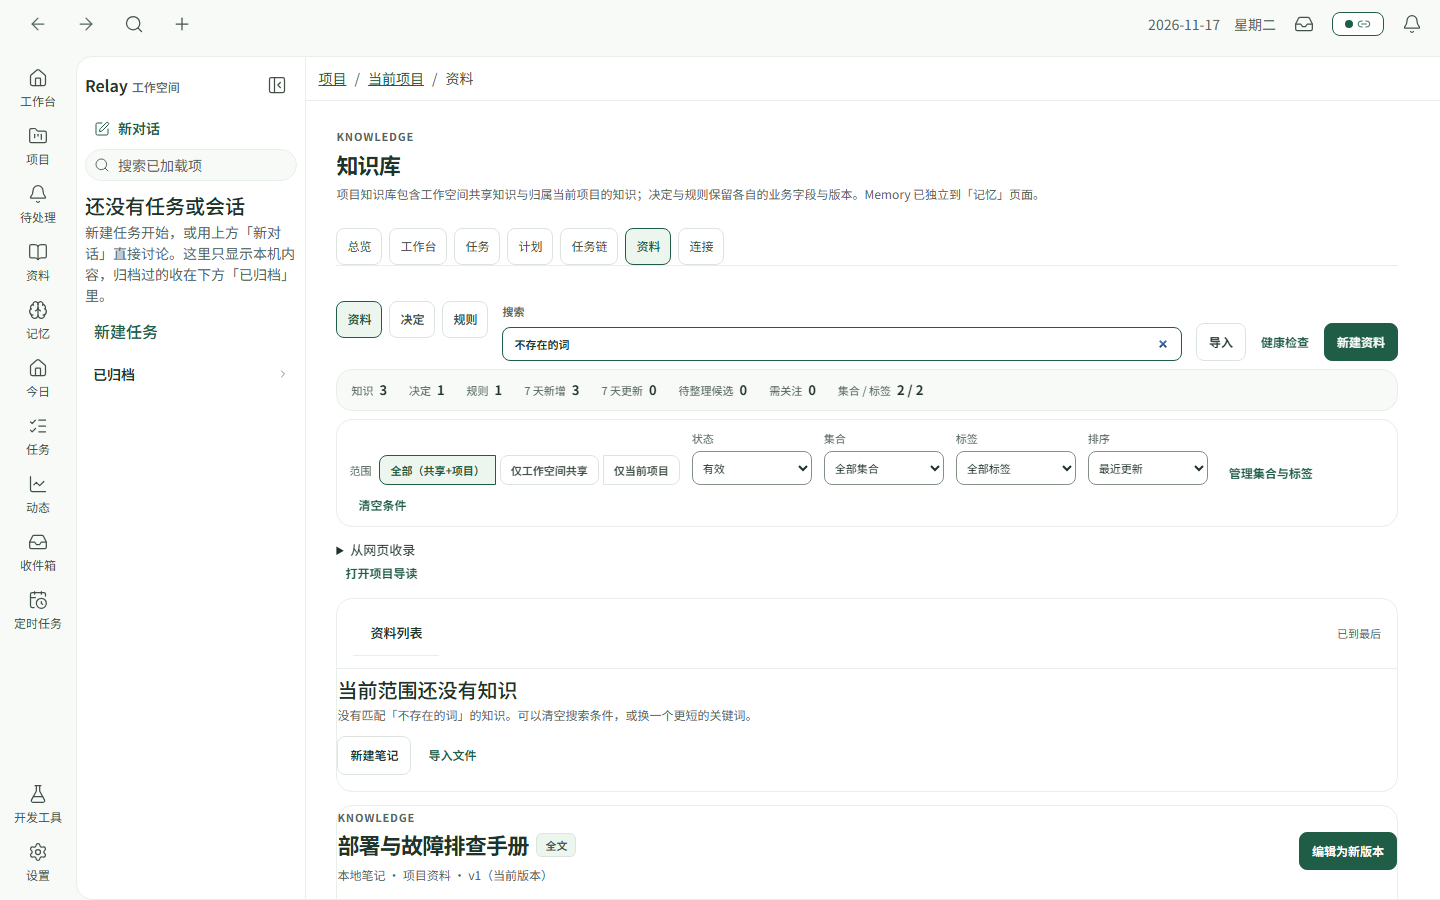 2026-11-17 星期二
工作台
项目
待处理
资料
记忆
今日
任务
动态
收件箱
定时任务
开发工具
设置
Relay 工作空间
新对话
搜索已加载项
还没有任务或会话
新建任务开始，或用上方「新对
话」直接讨论。这里只显示本机内
容，归档过的收在下方「已归档」
里。
新建任务
已归档
项目 / 当前项目 / 资料
KNOWLEDGE
知识库
项目知识库包含工作空间共享知识与归属当前项目的知识；决定与规则保留各自的业务字段与版本。Memory 已独立到「记忆」页面。
总览 工作台 任务 计划 任务链 资料 连接
资料 决定 规则
搜索
不存在的词
导入 健康检查 新建资料
知识 3 决定 1 规则 1 7 天新增 3 7 天更新 0 待整理候选 0 需关注 0 集合 / 标签 2 / 2
状态 集合 标签 排序
范围 全部（共享+项目） 仅工作空间共享 仅当前项目 有效 全部集合 全部标签 最近更新 管理集合与标签
清空条件
从网页收录
打开项目导读
资料列表 已到最后
当前范围还没有知识
没有匹配「不存在的词」的知识。可以清空搜索条件，或换一个更短的关键词。
新建笔记 导入文件
KNOWLEDGE
部署与故障排查手册 全文
编辑为新版本
本地笔记 · 项目资料 · v1（当前版本）